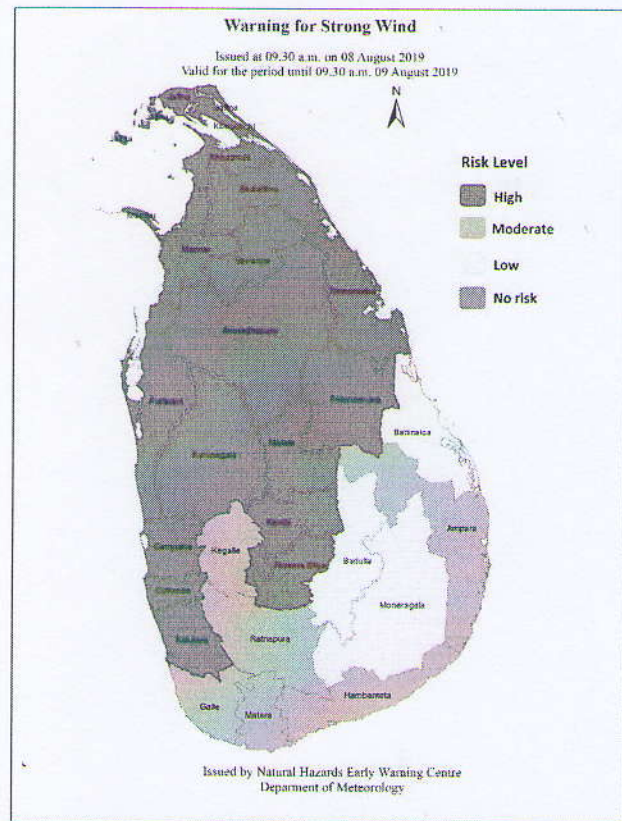 Warning for Strong Wind
Issued at 09.30 a.m. on 08 August 2019
Valid for the period until 09.30 a.m. 09 August 2019
N
Risk Level
High
Moderate
Low
No risk
Mannar
Vavuniya
Anuradhapura
Puttalam
Polonnaruwa
Batticaloa
Kurunegala
Matale
Ampara
Kandy
Gampaha
Kegalle
Badulla
Nuwara Eliya
Colombo
Moneragala
Kalutara
Ratnapura
Hambantota
Galle
Matara
Issued by Natural Hazards Early Warning Centre
Deparment of Meteorology